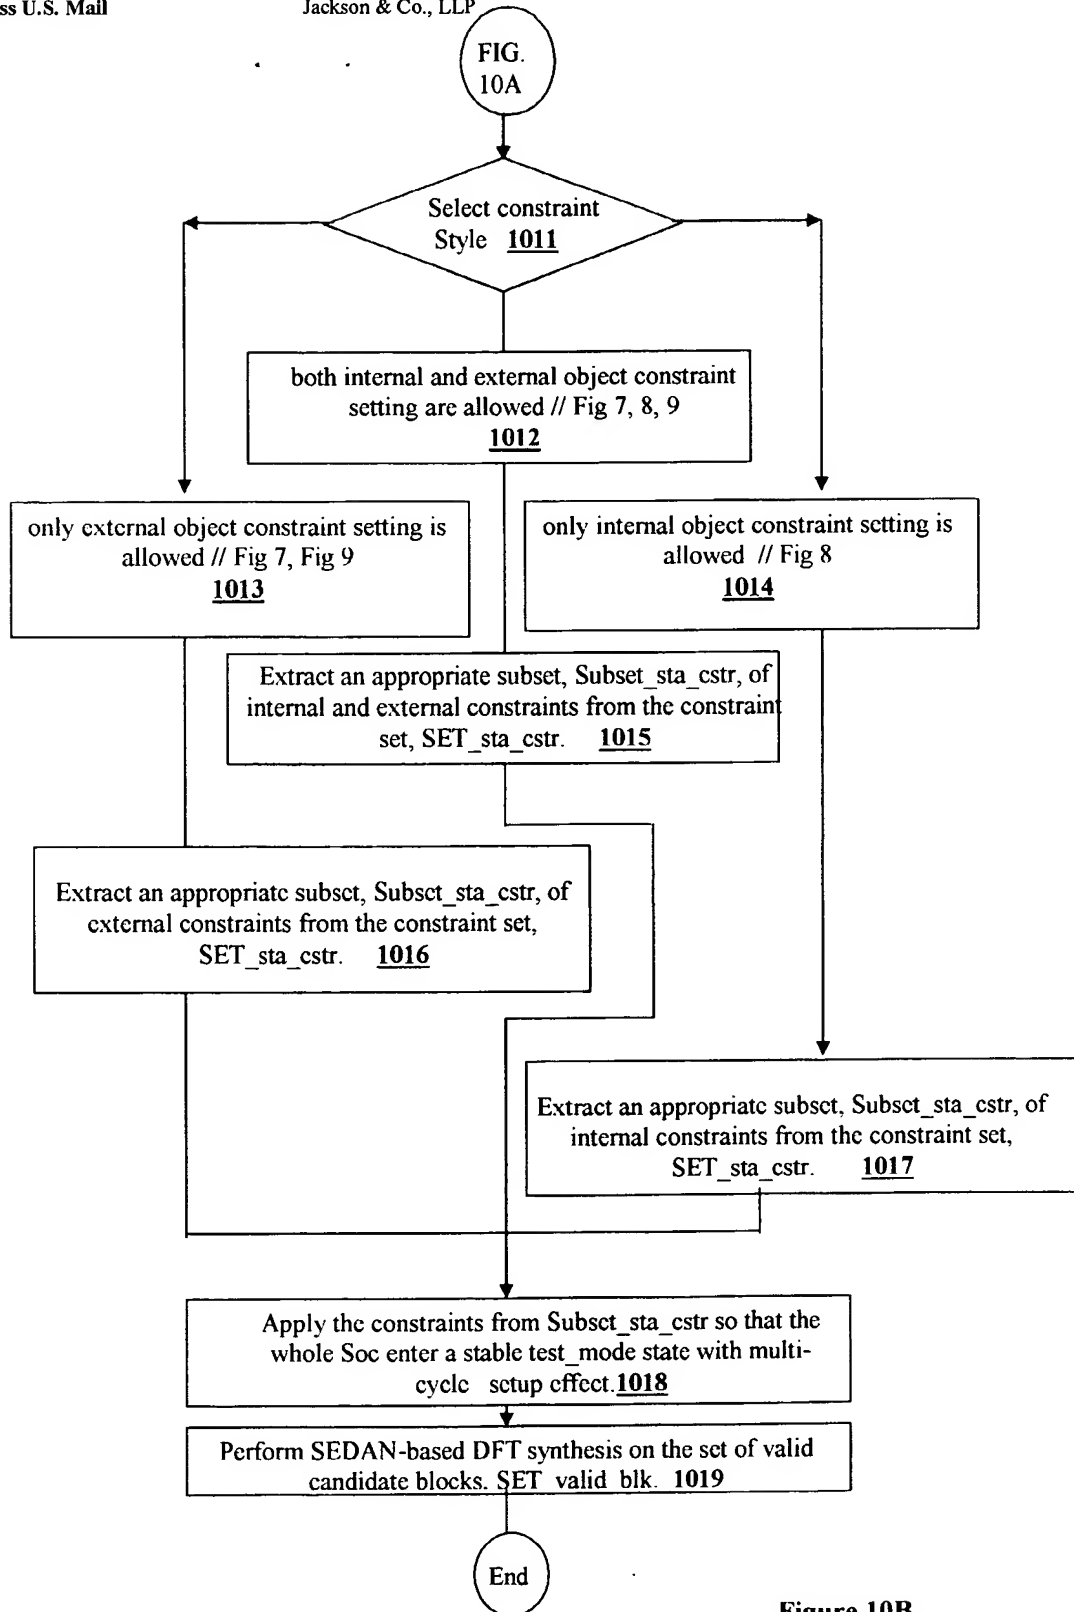 ss U.S. Mail
Jackson & Co., LLP
FIG.
10A
Select constraint
Style 1011
both internal and external object constraint
setting are allowed // Fig 7, 8, 9
1012
only external object constraint setting is
allowed // Fig 7, Fig 9
1013
only internal object constraint setting is
allowed // Fig 8
1014
Extract an appropriate subset, Subset_sta_cstr, of
internal and external constraints from the constraint
set, SET_sta_cstr. 1015
Extract an appropriate subset, Subset_sta_cstr, of
external constraints from the constraint set,
SET_sta_cstr. 1016
Extract an appropriate subset, Subset_sta_cstr, of
internal constraints from the constraint set,
SET_sta_cstr. 1017
Apply the constraints from Subset_sta_cstr so that the
whole Soc enter a stable test_mode state with multi-
cycle setup effect.1018
Perform SEDAN-based DFT synthesis on the set of valid
candidate blocks. SET_valid_blk. 1019
End
Figure 10B